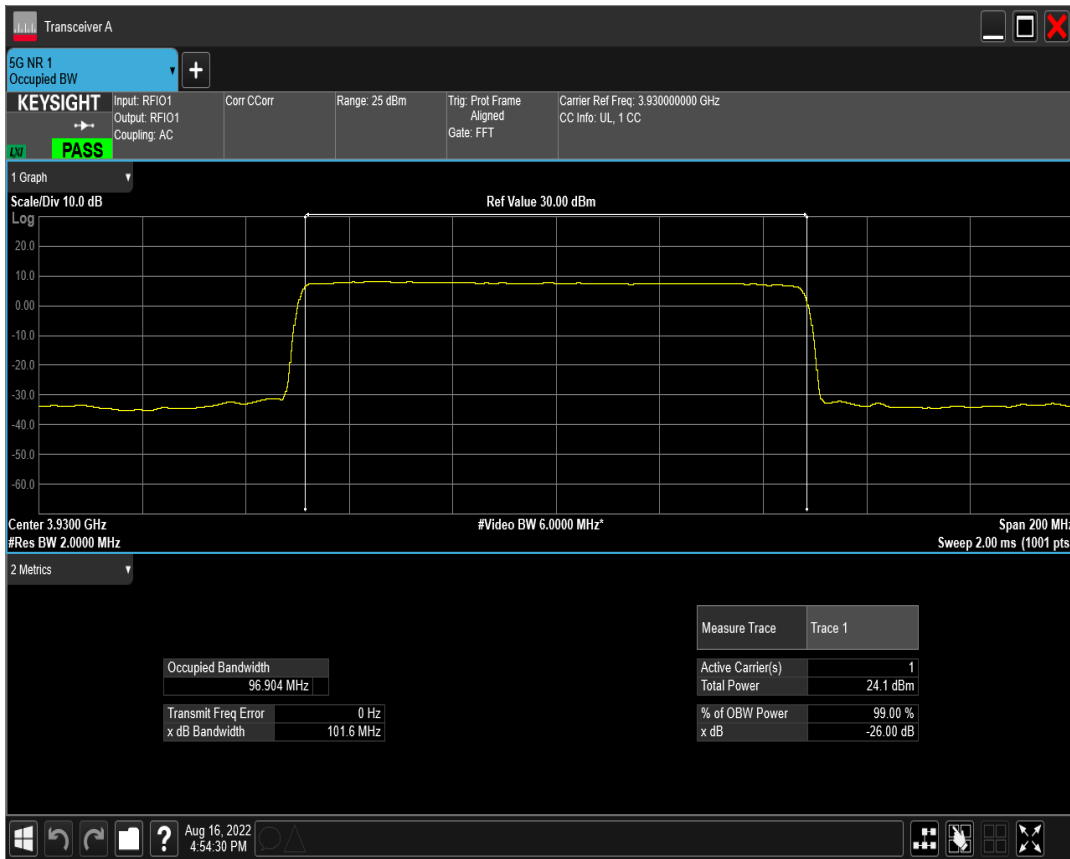 Transceiver A
5G NR 1
Occupied BW
KEYSIGHT
LXI
PASS
Input: RFIO1
Output: RFIO1
Coupling: AC
Corr CCorr
Range: 25 dBm
Trig: Prot Frame
Aligned
Gate: FFT
Carrier Ref Freq: 3.930000000 GHz
CC Info: UL, 1 CC
1 Graph
Scale/Div 10.0 dB
Ref Value 30.00 dBm
Log
20.0
10.0
0.00
-10.0
-20.0
-30.0
-40.0
-50.0
-60.0
Center 3.9300 GHz
#Video BW 6.0000 MHz*
Span 200 MHz
#Res BW 2.0000 MHz
Sweep 2.00 ms (1001 pts
2 Metrics
Measure Trace Trace 1
Occupied Bandwidth
96.904 MHz
Active Carrier(s) 1
Total Power 24.1 dBm
Transmit Freq Error 0 Hz
x dB Bandwidth 101.6 MHz
% of OBW Power 99.00 %
x dB -26.00 dB
?
Aug 16, 2022
4:54:30 PM